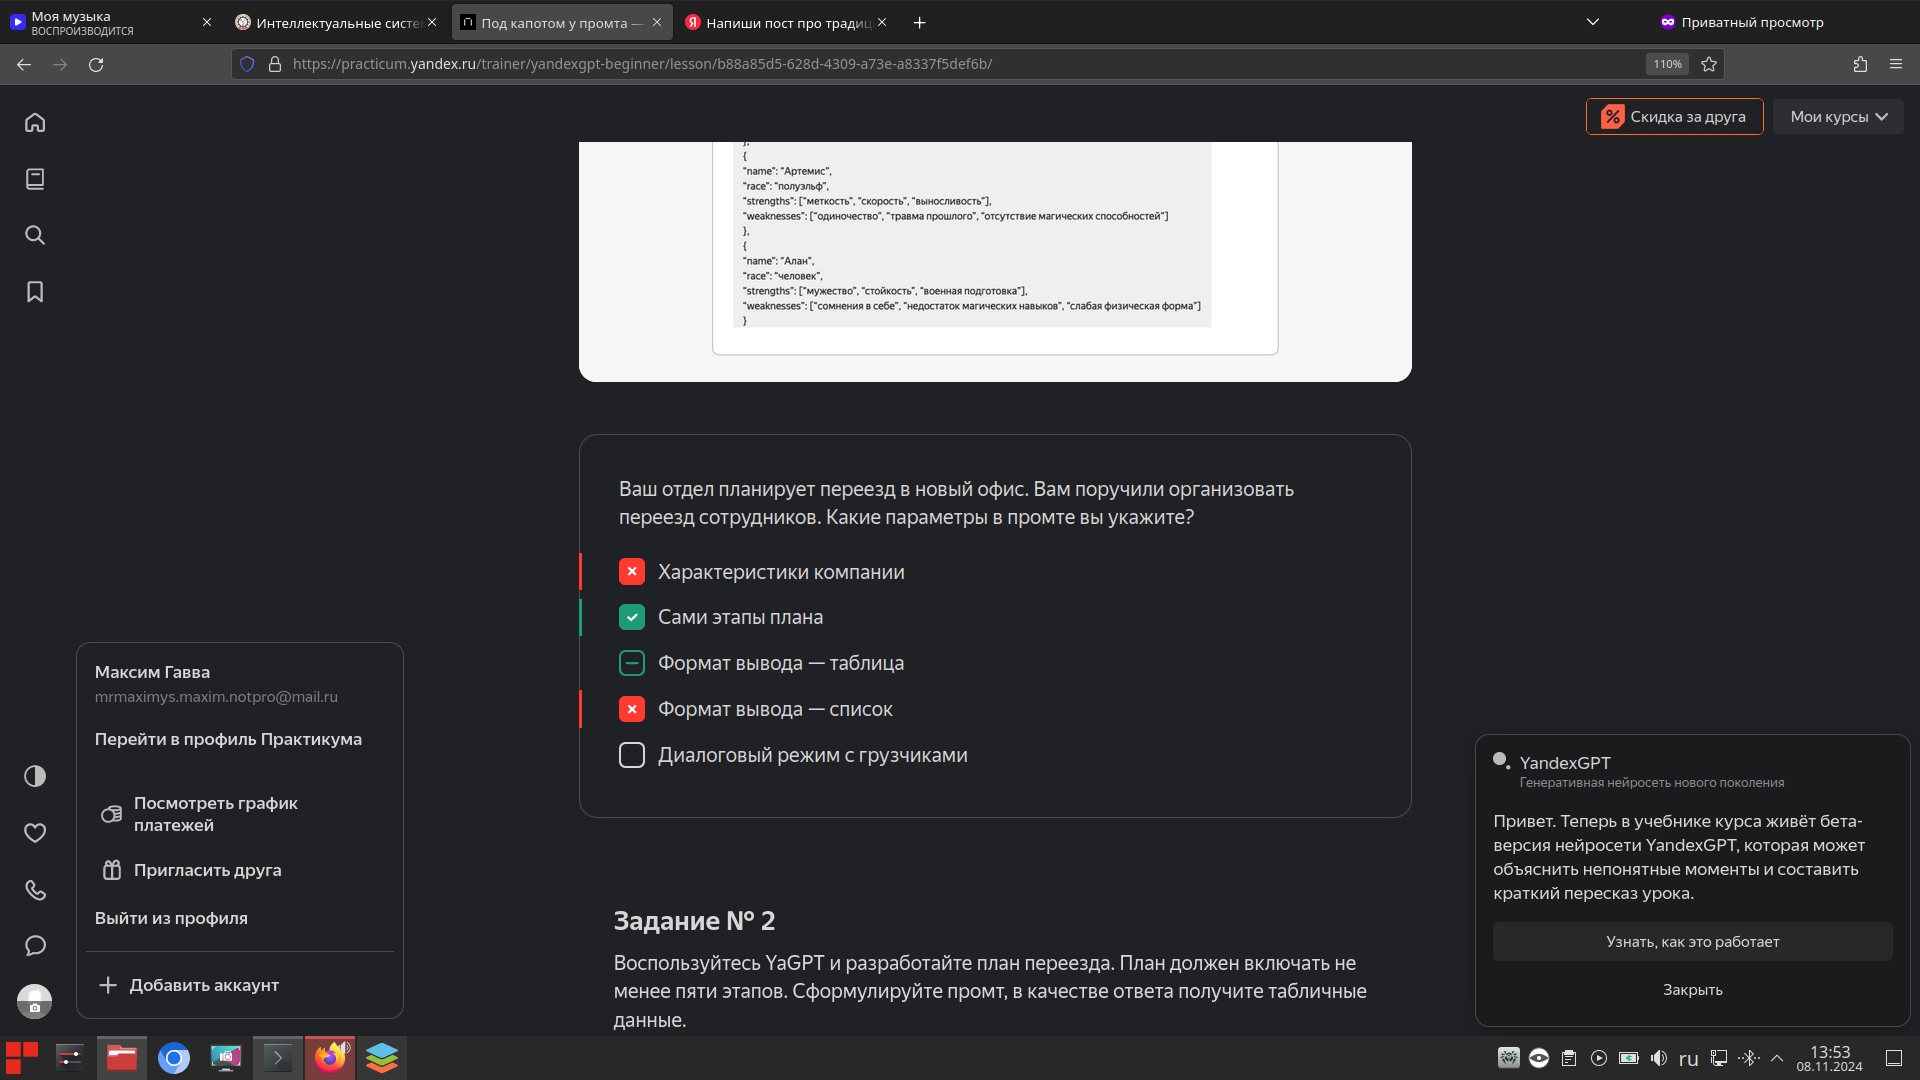 Моя музыка
ВОСПРОИЗВОДИТСЯ
Интеллектуальные систе
Под капотом у промта —
Напиши пост про традиц
Приватный просмотр
https://practicum.yandex.ru/trainer/yandexgpt-beginner/lesson/b88a85d5-628d-4309-a73e-a8337f5def6b/
110%
Скидка за друга
Мои курсы
},
{
"name": "Артемис",
"race": "полуэльф",
"strengths": ["меткость", "скорость", "выносливость"],
"weaknesses": ["одиночество", "травма прошлого", "отсутствие магических способностей"]
},
{
"name": "Алан",
"race": "человек",
"strengths": ["мужество", "стойкость", "военная подготовка"],
"weaknesses": ["сомнения в себе", "недостаток магических навыков", "слабая физическая форма"]
}
Ваш отдел планирует переезд в новый офис. Вам поручили организовать
переезд сотрудников. Какие параметры в промте вы укажите?
Характеристики компании
Сами этапы плана
Формат вывода — таблица
Формат вывода — список
Диалоговый режим с грузчиками
Задание № 2
Воспользуйтесь YaGPT и разработайте план переезда. План должен включать не
менее пяти этапов. Сформулируйте промт, в качестве ответа получите табличные
данные.
Максим Гавва
mrmaximys.maxim.notpro@mail.ru
Перейти в профиль Практикума
Посмотреть график
платежей
Пригласить друга
Выйти из профиля
Добавить аккаунт
YandexGPT
Генеративная нейросеть нового поколения
Привет. Теперь в учебнике курса живёт бета-
версия нейросети YandexGPT, которая может
объяснить непонятные моменты и составить
краткий пересказ урока.
Узнать, как это работает
Закрыть
ru
13:53
08.11.2024